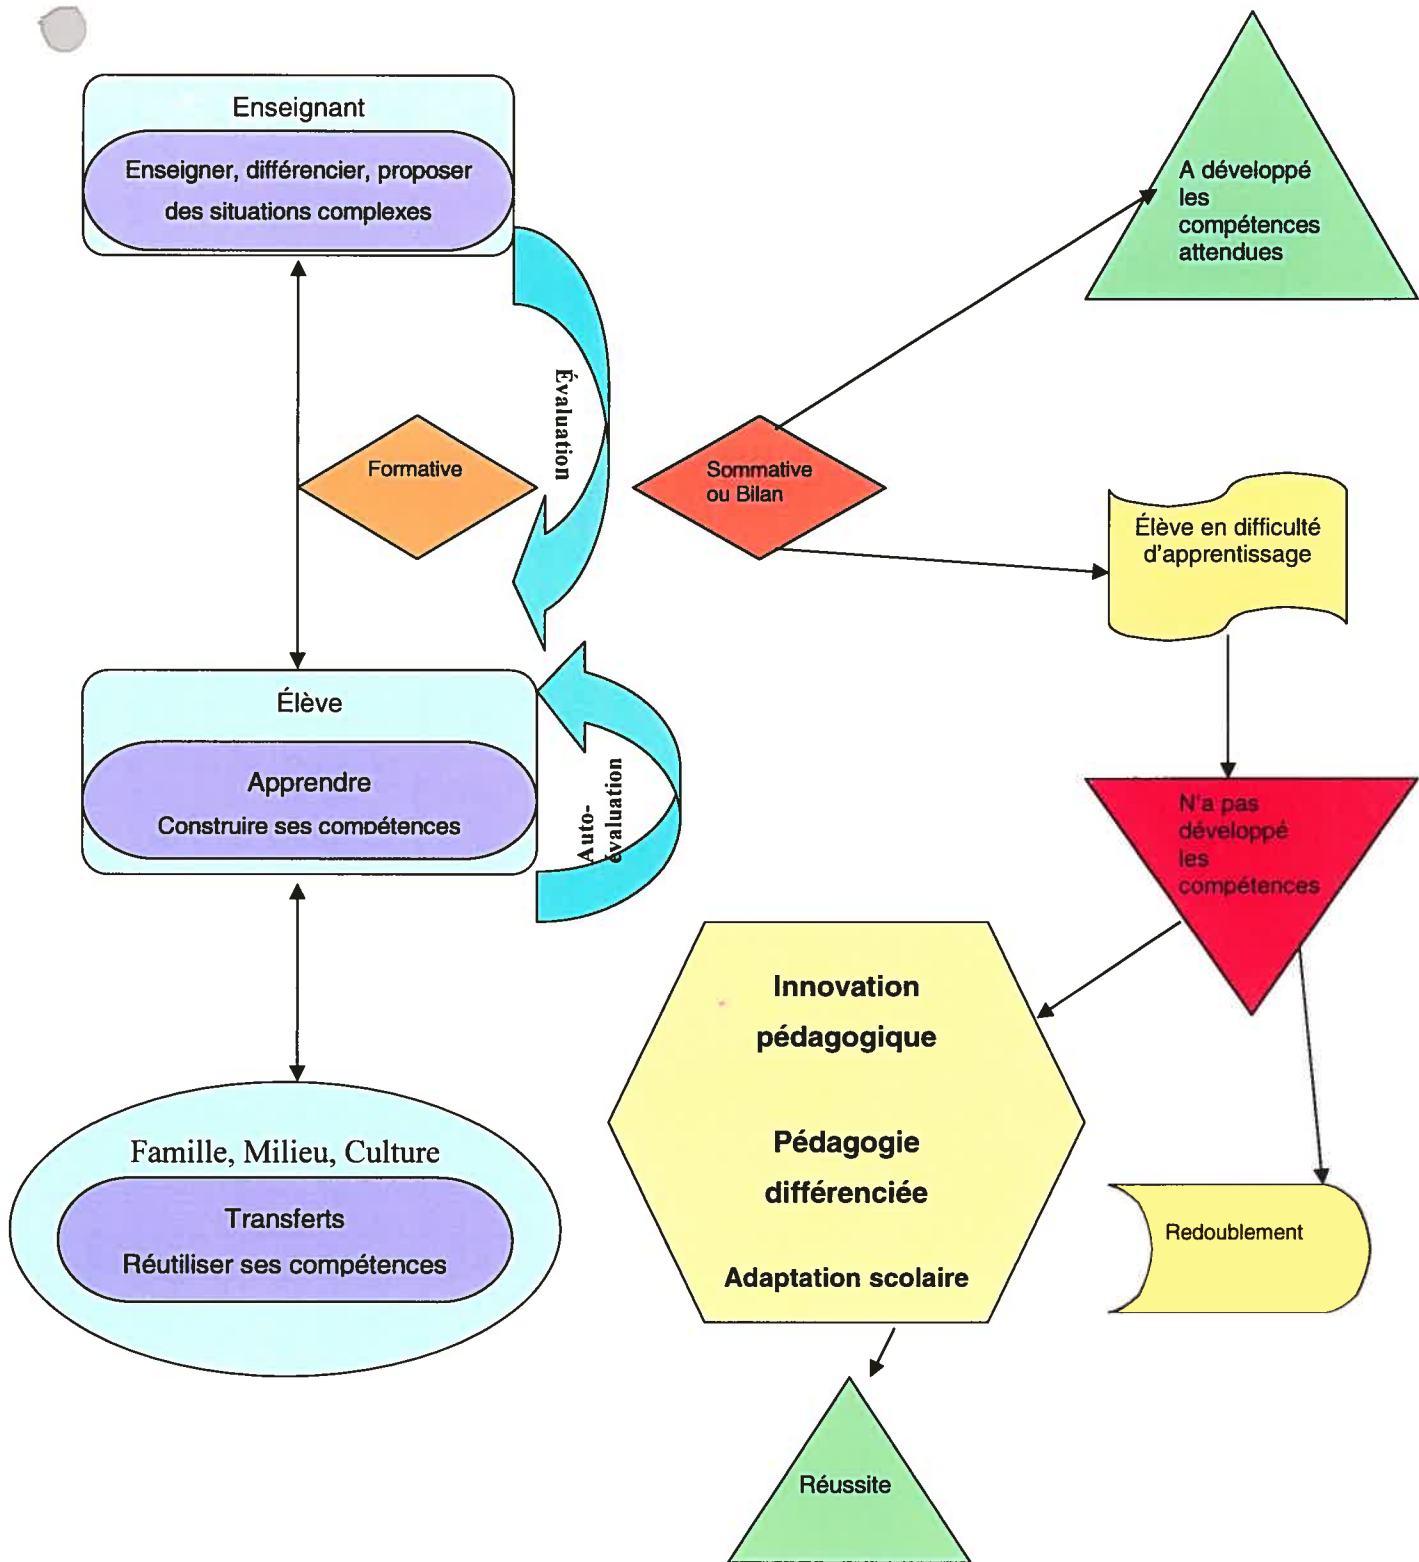 Enseignant
Enseigner, différencier, proposer
des situations complexes
A développé
les
compétences
attendues
Évaluation
Formative
Sommative
ou Bilan
Élève en difficulté
d'apprentissage
Élève
Apprendre
Construire ses compétences
Auto-
évaluation
N'a pas
développé
les
compétences
Innovation
pédagogique
Pédagogie
différenciée
Adaptation scolaire
Famille, Milieu, Culture
Transferts
Réutiliser ses compétences
Redoublement
Réussite